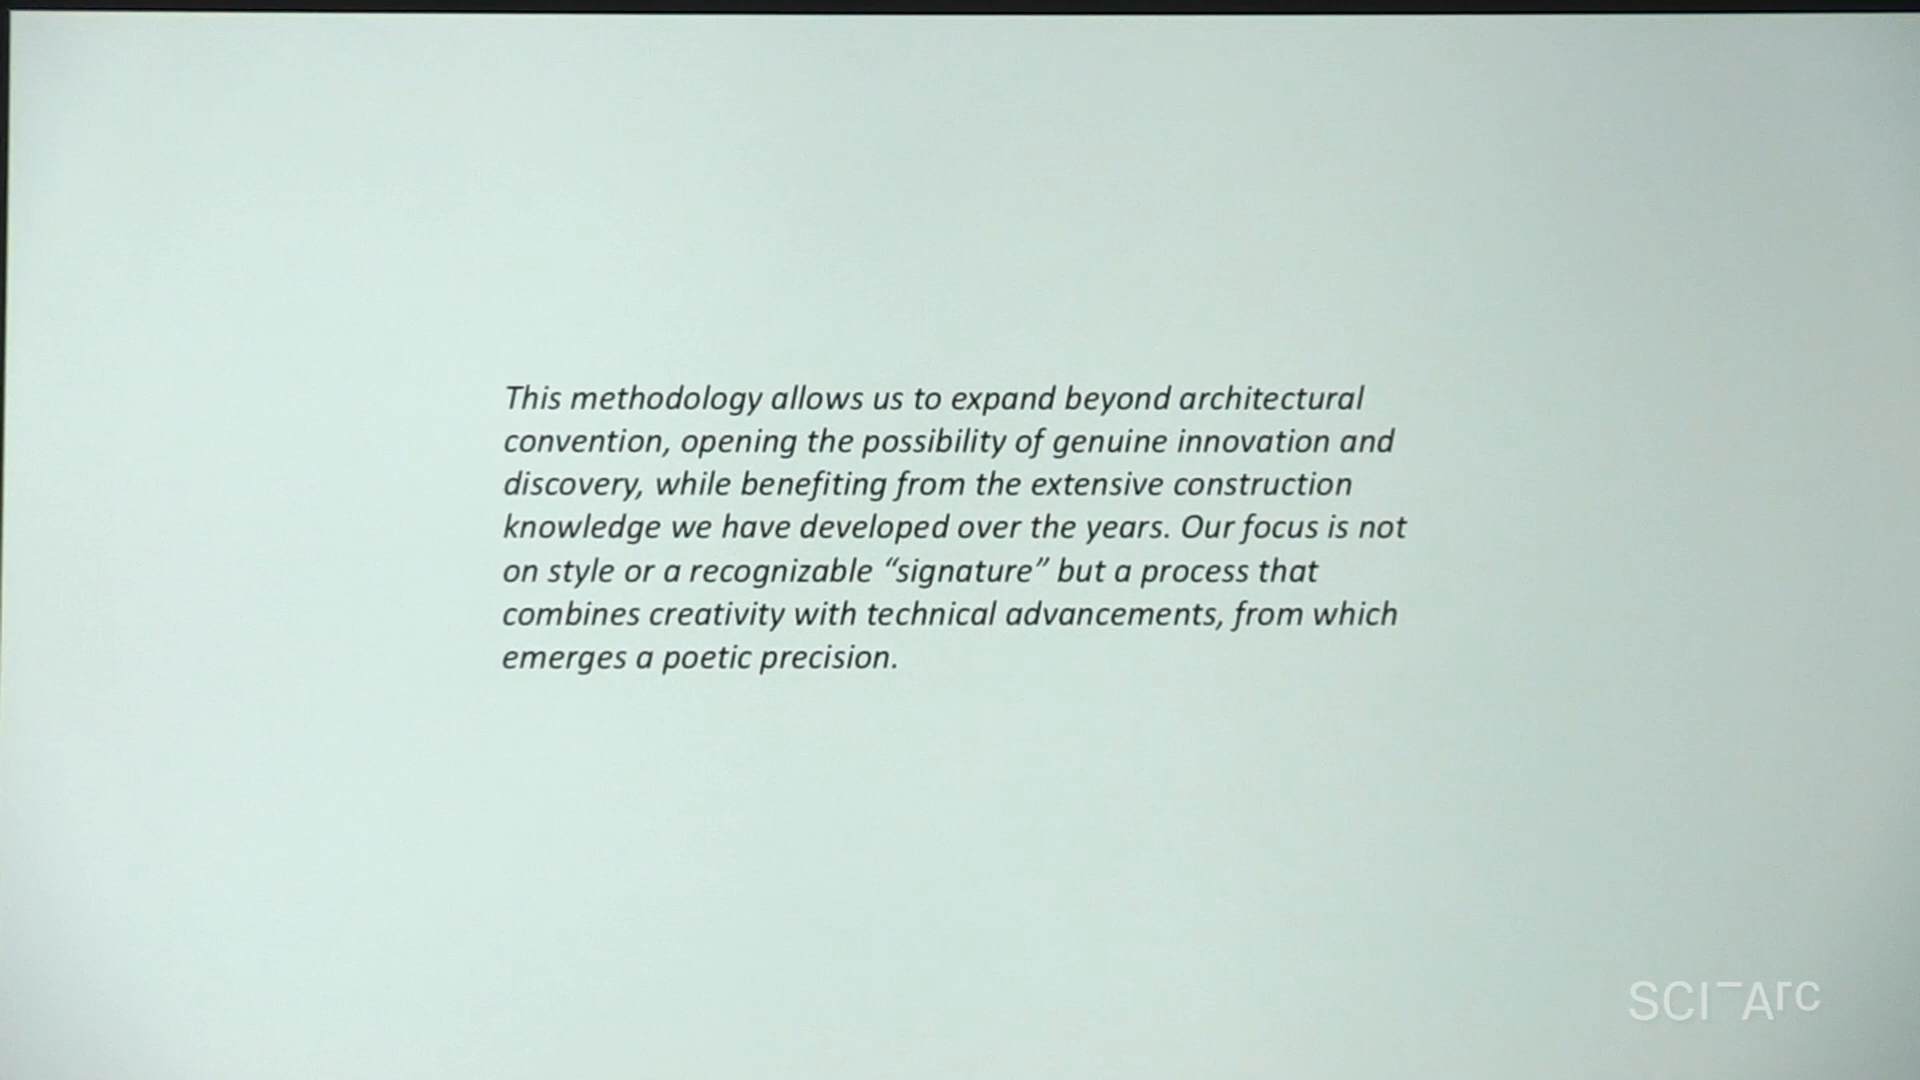 This methodology allows us to expand beyond architectural
convention, opening the possibility of genuine innovation and
discovery, while benefiting from the extensive construction
knowledge we have developed over the years. Our focus is not
on style or a recognizable “signature” but a process that
combines creativity with technical advancements, from which
emerges a poetic precision.
SCI-Arc